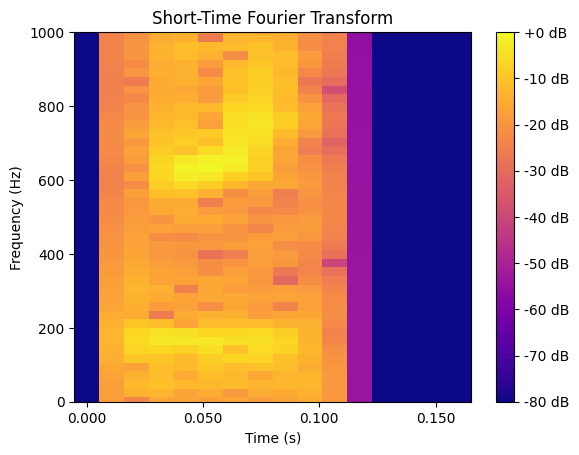 Short-Time Fourier Transform
1000
800
600
400
200
0
Frequency (Hz)
0.000
0.050
0.100
0.150
Time (s)
+0 dB
-10 dB
-20 dB
-30 dB
-40 dB
-50 dB
-60 dB
-70 dB
-80 dB